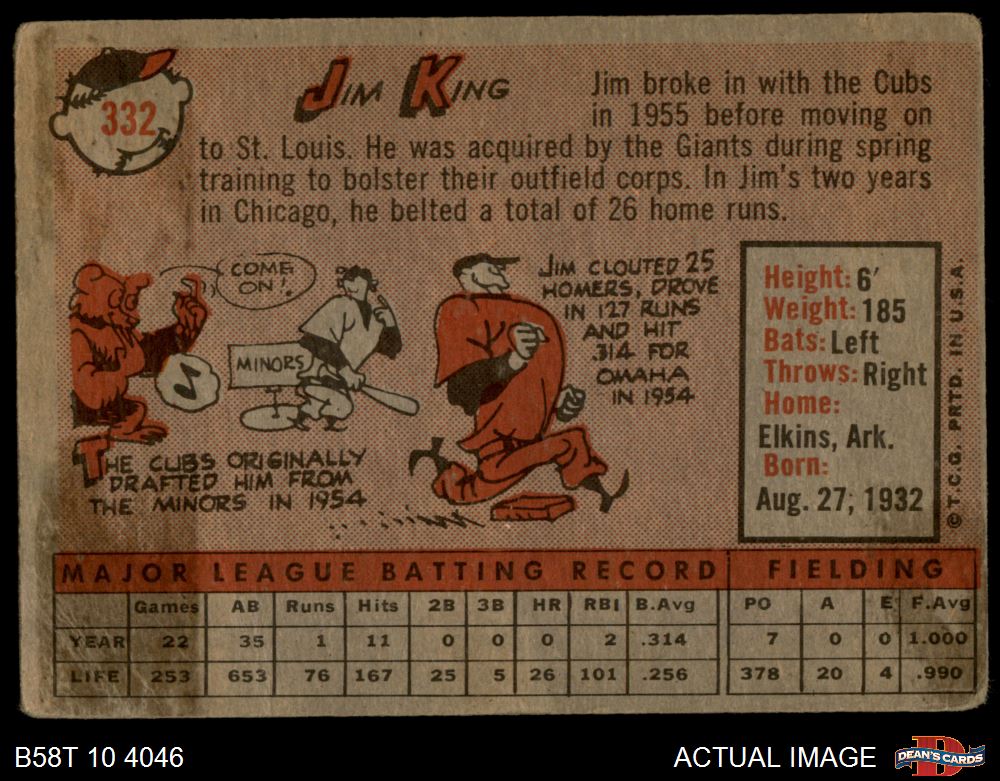 332
JIM KING
Jim broke in with the Cubs
in 1955 before moving on
to St. Louis. He was acquired by the Giants during spring
training to bolster their outfield corps. In Jim's two years
in Chicago, he belted a total of 26 home runs.
COME
ON!
MINORS
THE CUBS ORIGINALLY
DRAFTED HIM FROM
THE MINORS IN 1954
JIM CLOUTED 25
HOMERS, DROVE
IN 127 RUNS
AND HIT
.314 FOR
OMAHA
IN 1954
Height: 6'
Weight: 185
Bats: Left
Throws: Right
Home:
Elkins, Ark.
Born:
Aug. 27, 1932
© T.C.G. PRTD. IN U.S.A.
MAJOR LEAGUE BATTING RECORD FIELDING
Games AB Runs Hits 2B 3B HR RBI B.Avg PO A E F.Avg
YEAR 22 35 1 11 0 0 0 2 .314 7 0 0 1.000
LIFE 253 653 76 167 25 5 26 101 .256 378 20 4 .990
B58T 10 4046
ACTUAL IMAGE
D
DEAN'S CARDS